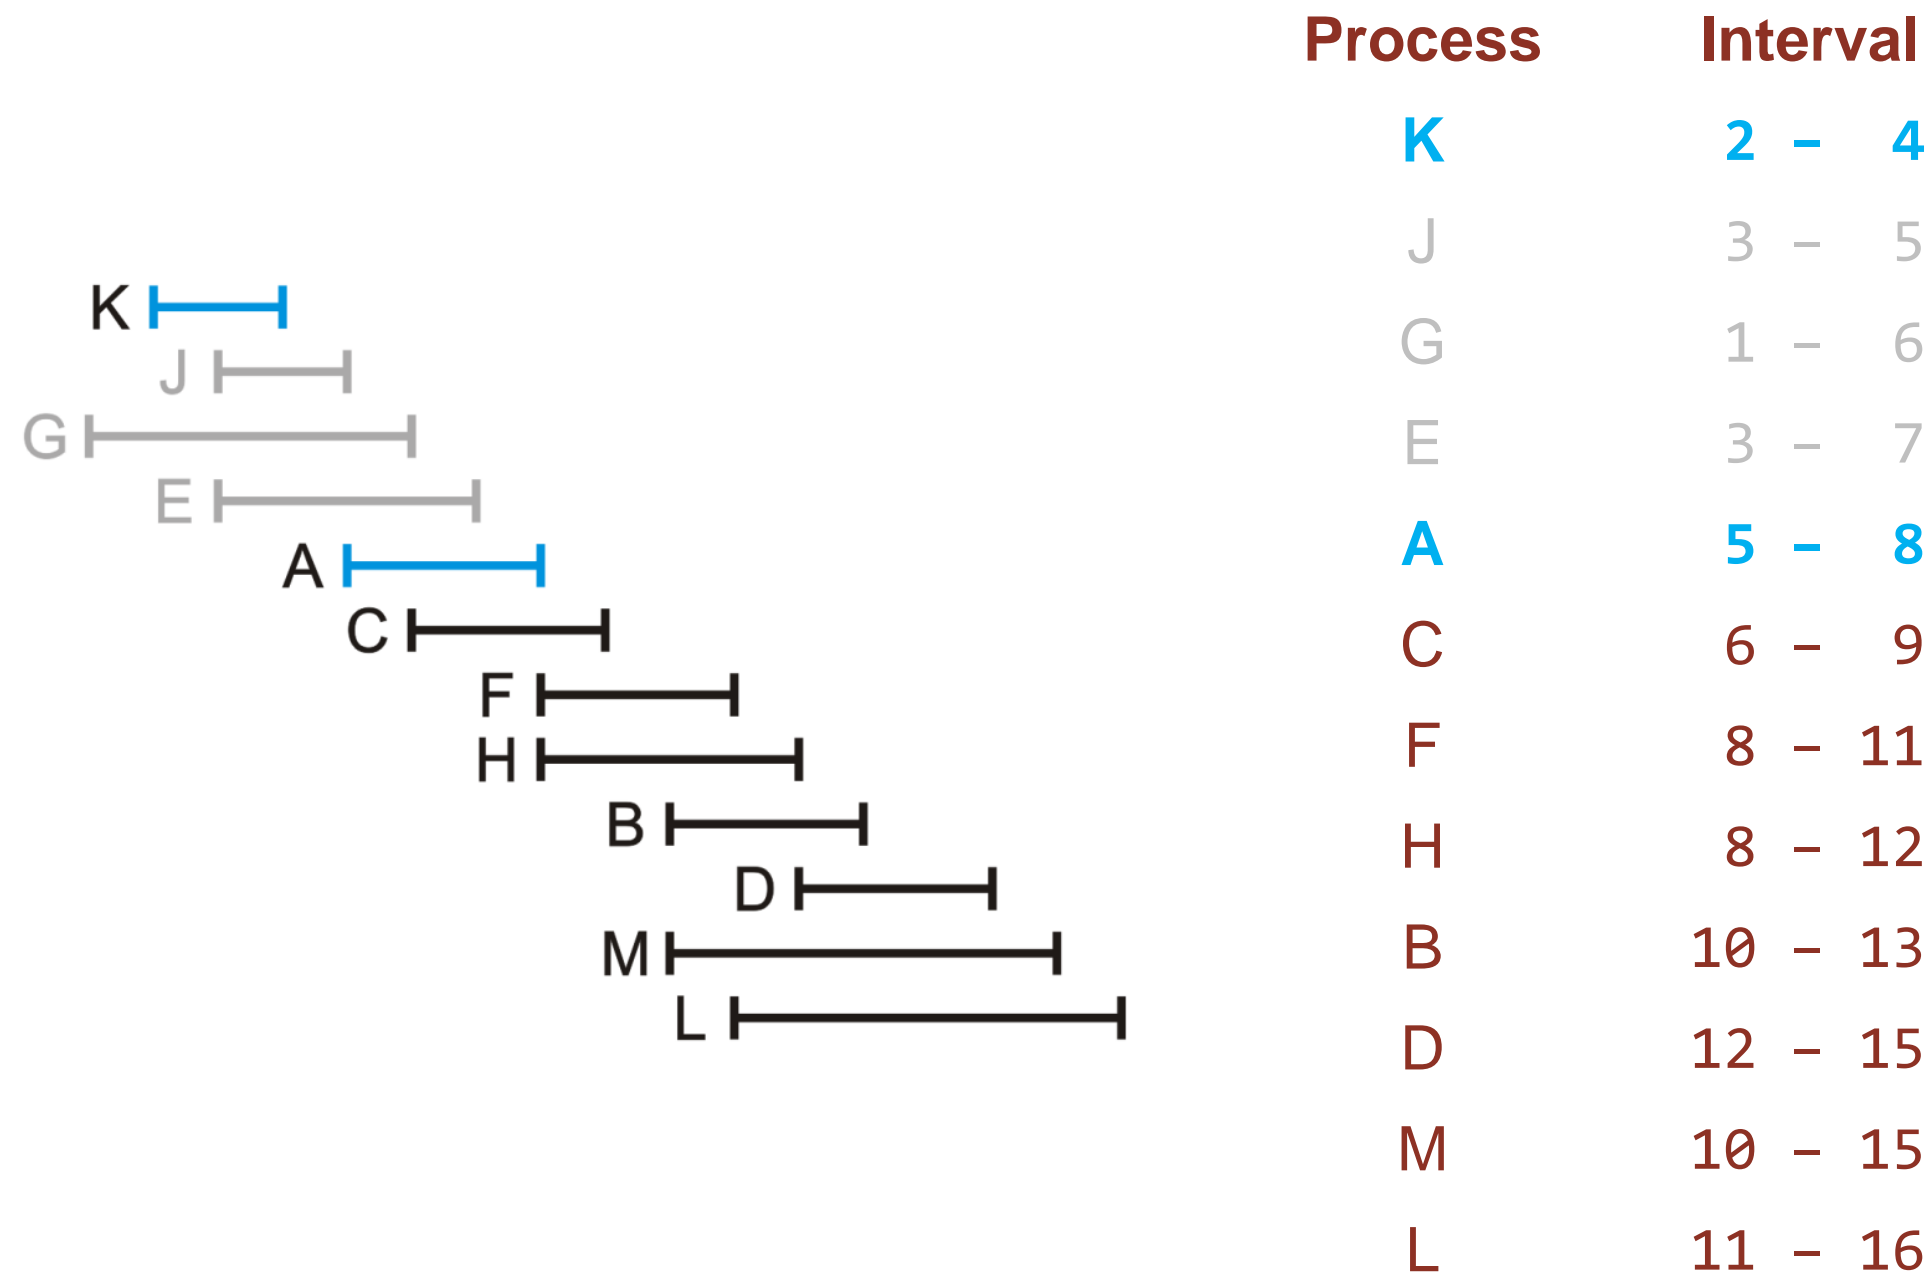 Process Interval
K 2 - 4
J 3 - 5
G 1 - 6
E 3 - 7
A 5 - 8
C 6 - 9
F 8 - 11
H 8 - 12
B 10 - 13
D 12 - 15
M 10 - 15
L 11 - 16
K
J
G
E
A
C
F
H
B
D
M
L